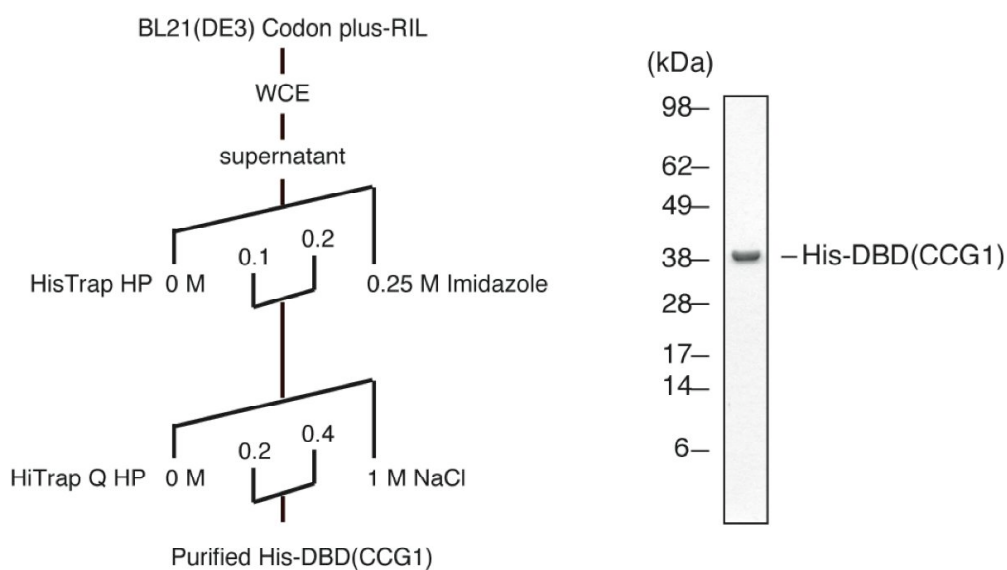 BL21(DE3) Codon plus-RIL
WCE
supernatant
0.1
0.2
HisTrap HP 0 M
0.25 M Imidazole
0.2
0.4
HiTrap Q HP 0 M
1 M NaCl
Purified His-DBD(CCG1)
(kDa)
98–
62–
49–
38–
–His-DBD(CCG1)
28–
17–
14–
6–